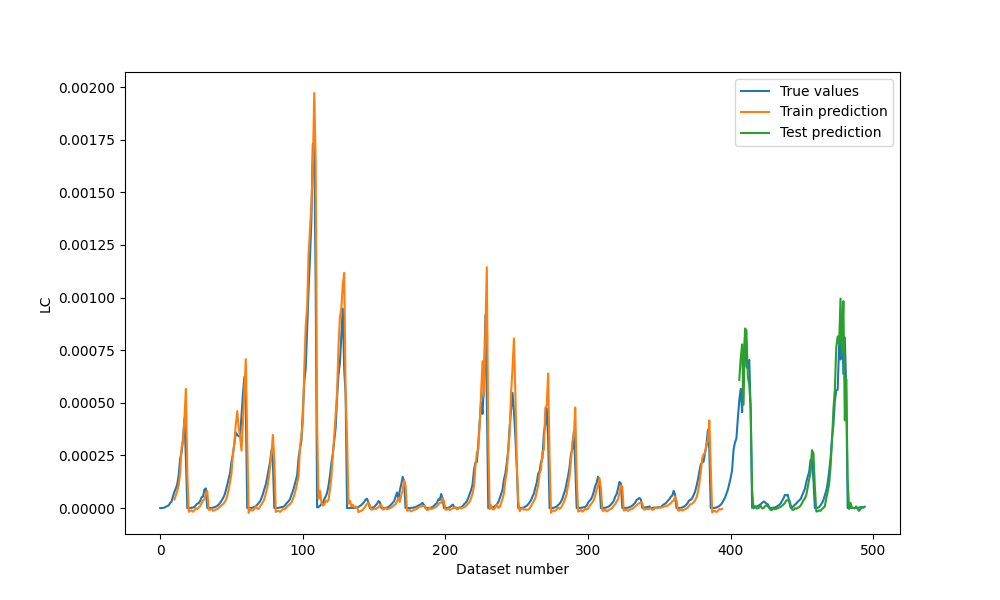 True values
Train prediction
Test prediction
0.00200
0.00175
0.00150
0.00125
0.00100
0.00075
0.00050
0.00025
0.00000
LC
0 100 200 300 400 500
Dataset number